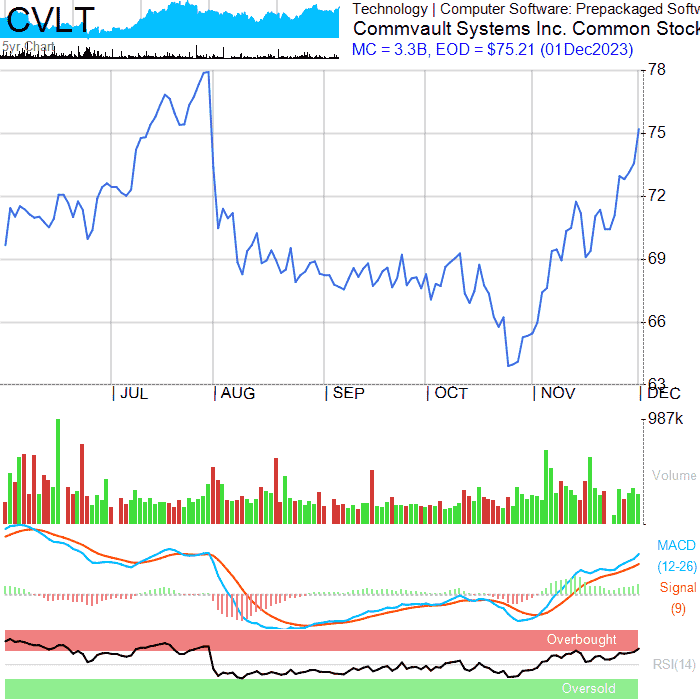 CVLT
Technology | Computer Software: Prepackaged Softw
Commvault Systems Inc. Common Stock
5yr Chart
MC = 3.3B, EOD = $75.21 (01Dec2023)
78
75
72
69
66
63
JUL
AUG
SEP
OCT
NOV
DEC
987k
Volume
MACD
(12-26)
Signal
(9)
Overbought
RSI(14)
Oversold